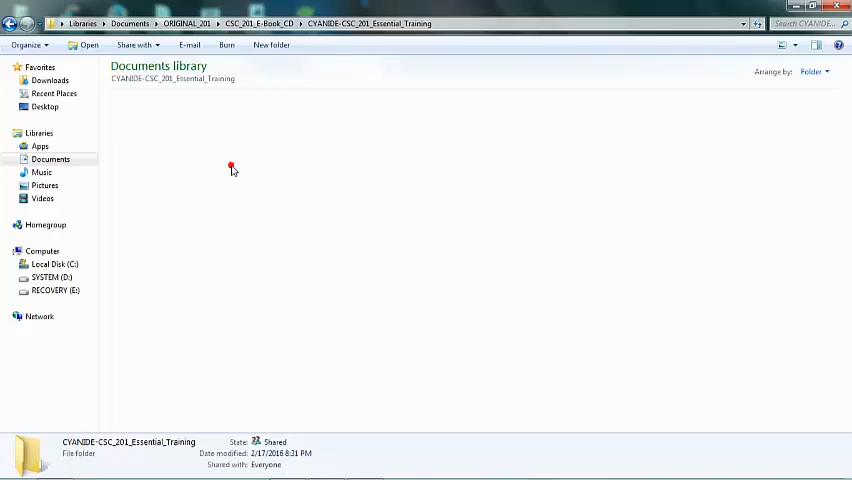 Libraries Documents ORIGINAL_201 CSC_201_E-Book_CD CYANIDE-CSC_201_Essential_Training Search CYANIDE-...
Organize Open Share with E-mail Burn New folder
Favorites
Downloads
Recent Places
Desktop
Libraries
Apps
Documents
Music
Pictures
Videos
Homegroup
Computer
Local Disk (C:)
SYSTEM (D:)
RECOVERY (E:)
Network
Documents library
CYANIDE-CSC_201_Essential_Training
Arrange by: Folder
CYANIDE-CSC_201_Essential_Training State: Shared
File folder Date modified: 2/17/2016 8:31 PM
Shared with: Everyone